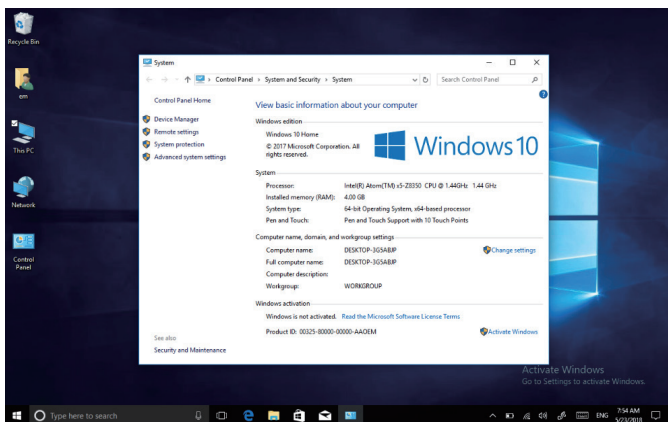 Recycle Bin
em
This PC
Network
Control
Panel
System
Control Panel
System and Security
System
Search Control Panel
Control Panel Home
Device Manager
Remote settings
System protection
Advanced system settings
See also
Security and Maintenance
View basic information about your computer
Windows edition
Windows 10 Home
© 2017 Microsoft Corporation. All
rights reserved.
Windows 10
System
Processor: Intel(R) Atom(TM) x5-Z8350 CPU @ 1.44GHz 1.44 GHz
Installed memory (RAM): 4.00 GB
System type: 64-bit Operating System, x64-based processor
Pen and Touch: Pen and Touch Support with 10 Touch Points
Computer name, domain, and workgroup settings
Computer name: DESKTOP-3G5ABJP
Full computer name: DESKTOP-3G5ABJP
Computer description:
Workgroup: WORKGROUP
Change settings
Windows activation
Windows is not activated. Read the Microsoft Software License Terms
Product ID: 00325-80000-00000-AAOEM
Activate Windows
Activate Windows
Go to Settings to activate Windows.
Type here to search
ENG
7:54 AM
5/23/2018